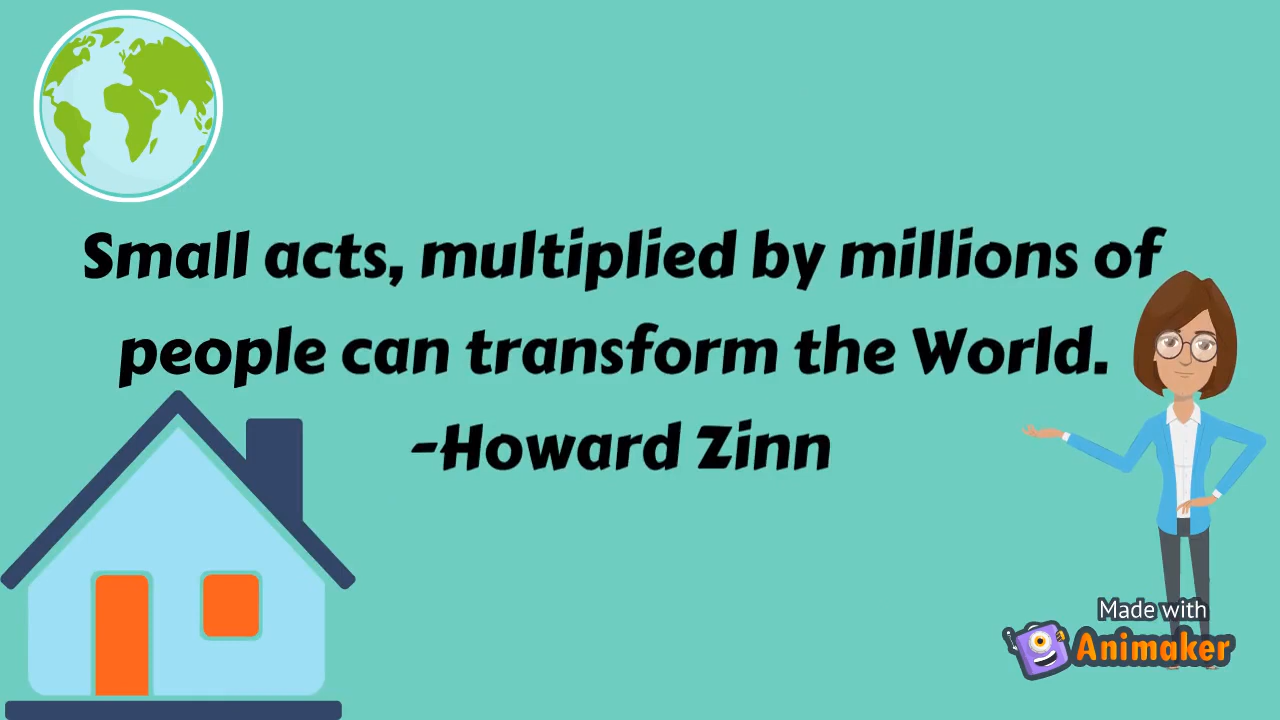 Small acts, multiplied by millions of
people can transform the World.
-Howard Zinn
Made with
Animaker